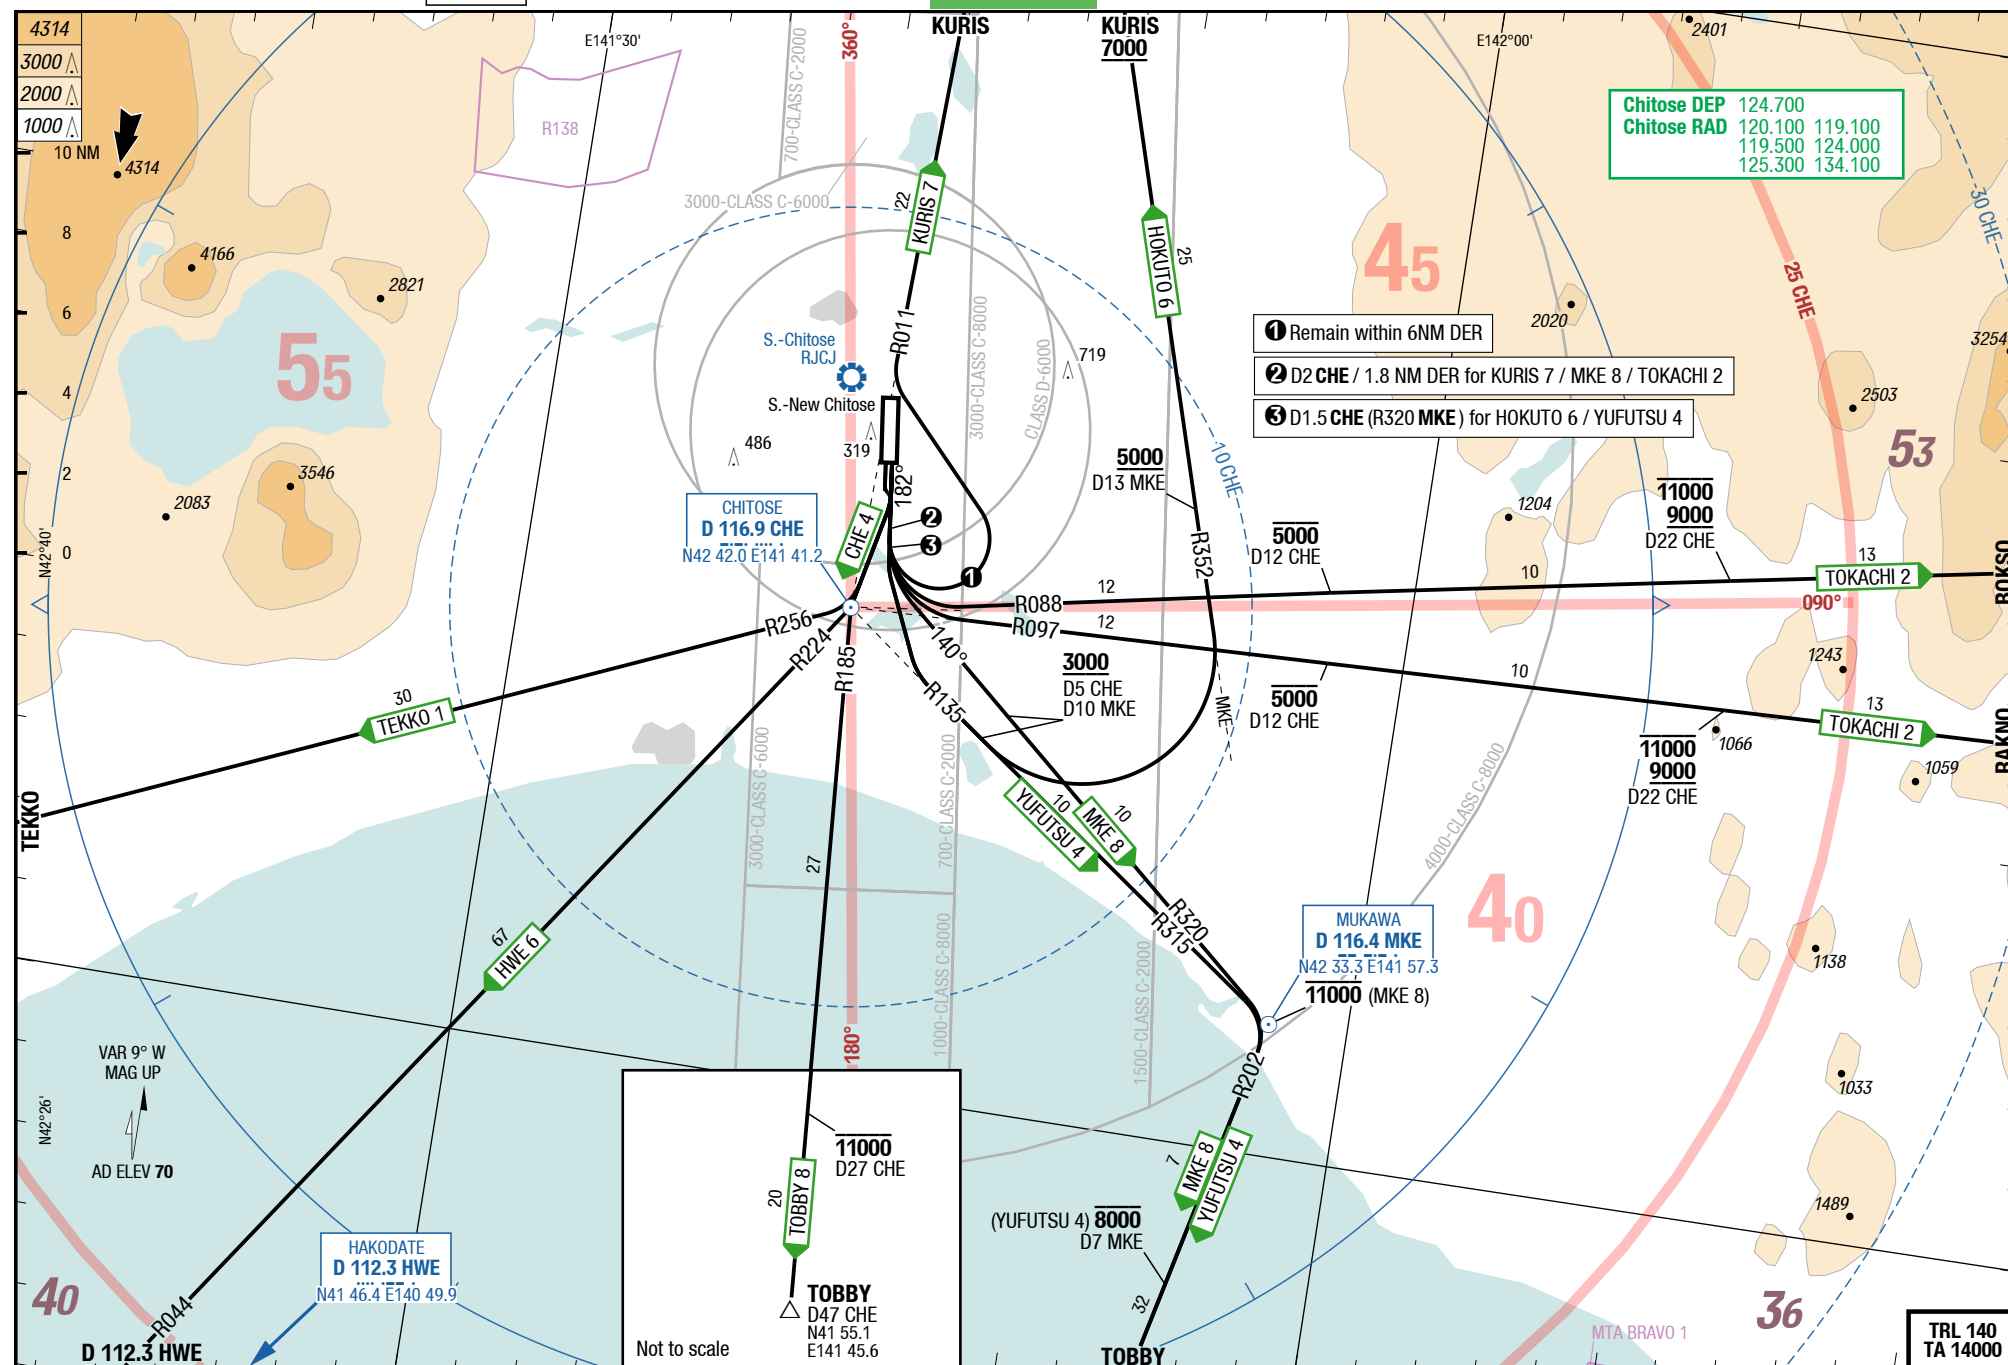 4314
3000
2000
1000
10 NM
8
6
4
2
0
4314
4166
2821
3546
2083
55
N42°40'
E141°30'
R138
700-CLASS C-2000
3000-CLASS C-6000
360°
KURIS
KURIS
7000
22
KURIS 7
R011
HOKUTO 6
25
E142°00'
2401
Chitose DEP 124.700
Chitose RAD 120.100 119.100
119.500 124.000
125.300 134.100
30 CHE
25 CHE
45
2020
3254
2503
53
1204
❶ Remain within 6NM DER
❷ D2 CHE / 1.8 NM DER for KURIS 7 / MKE 8 / TOKACHI 2
❸ D1.5 CHE (R320 MKE) for HOKUTO 6 / YUFUTSU 4
S.-Chitose
RJCJ
S.-New Chitose
719
486
319
3000-CLASS C-8000
CLASS D-6000
182°
❷
❸
❶
CHE 4
CHITOSE
D 116.9 CHE
N42 42.0 E141 41.2
5000
D13 MKE
10 CHE
R352
5000
D12 CHE
11000
9000
D22 CHE
13
TOKACHI 2
BOKSO
10
12
R088
090°
R097
12
10
13
TOKACHI 2
BAKNO
5000
D12 CHE
11000
9000
D22 CHE
1243
1066
1059
R256
R224
R185
140°
R135
3000
D5 CHE
D10 MKE
MKE
30
TEKKO 1
TEKKO
3000-CLASS C-6000
700-CLASS C-2000
4000-CLASS C-8000
10
YUFUTSU 4
10
MKE 8
27
67
HWE 6
R320
R315
MUKAWA
D 116.4 MKE
N42 33.3 E141 57.3
11000 (MKE 8)
40
1138
1033
1489
1000-CLASS C-8000
1500-CLASS C-2000
180°
VAR 9° W
MAG UP
AD ELEV 70
N42°26'
R202
7
MKE 8
YUFUTSU 4
(YUFUTSU 4) 8000
D7 MKE
32
TOBBY
11000
D27 CHE
20
TOBBY 8
TOBBY
D47 CHE
N41 55.1
E141 45.6
Not to scale
HAKODATE
D 112.3 HWE
N41 46.4 E140 49.9
40
R044
D 112.3 HWE
36
MTA BRAVO 1
TRL 140
TA 14000